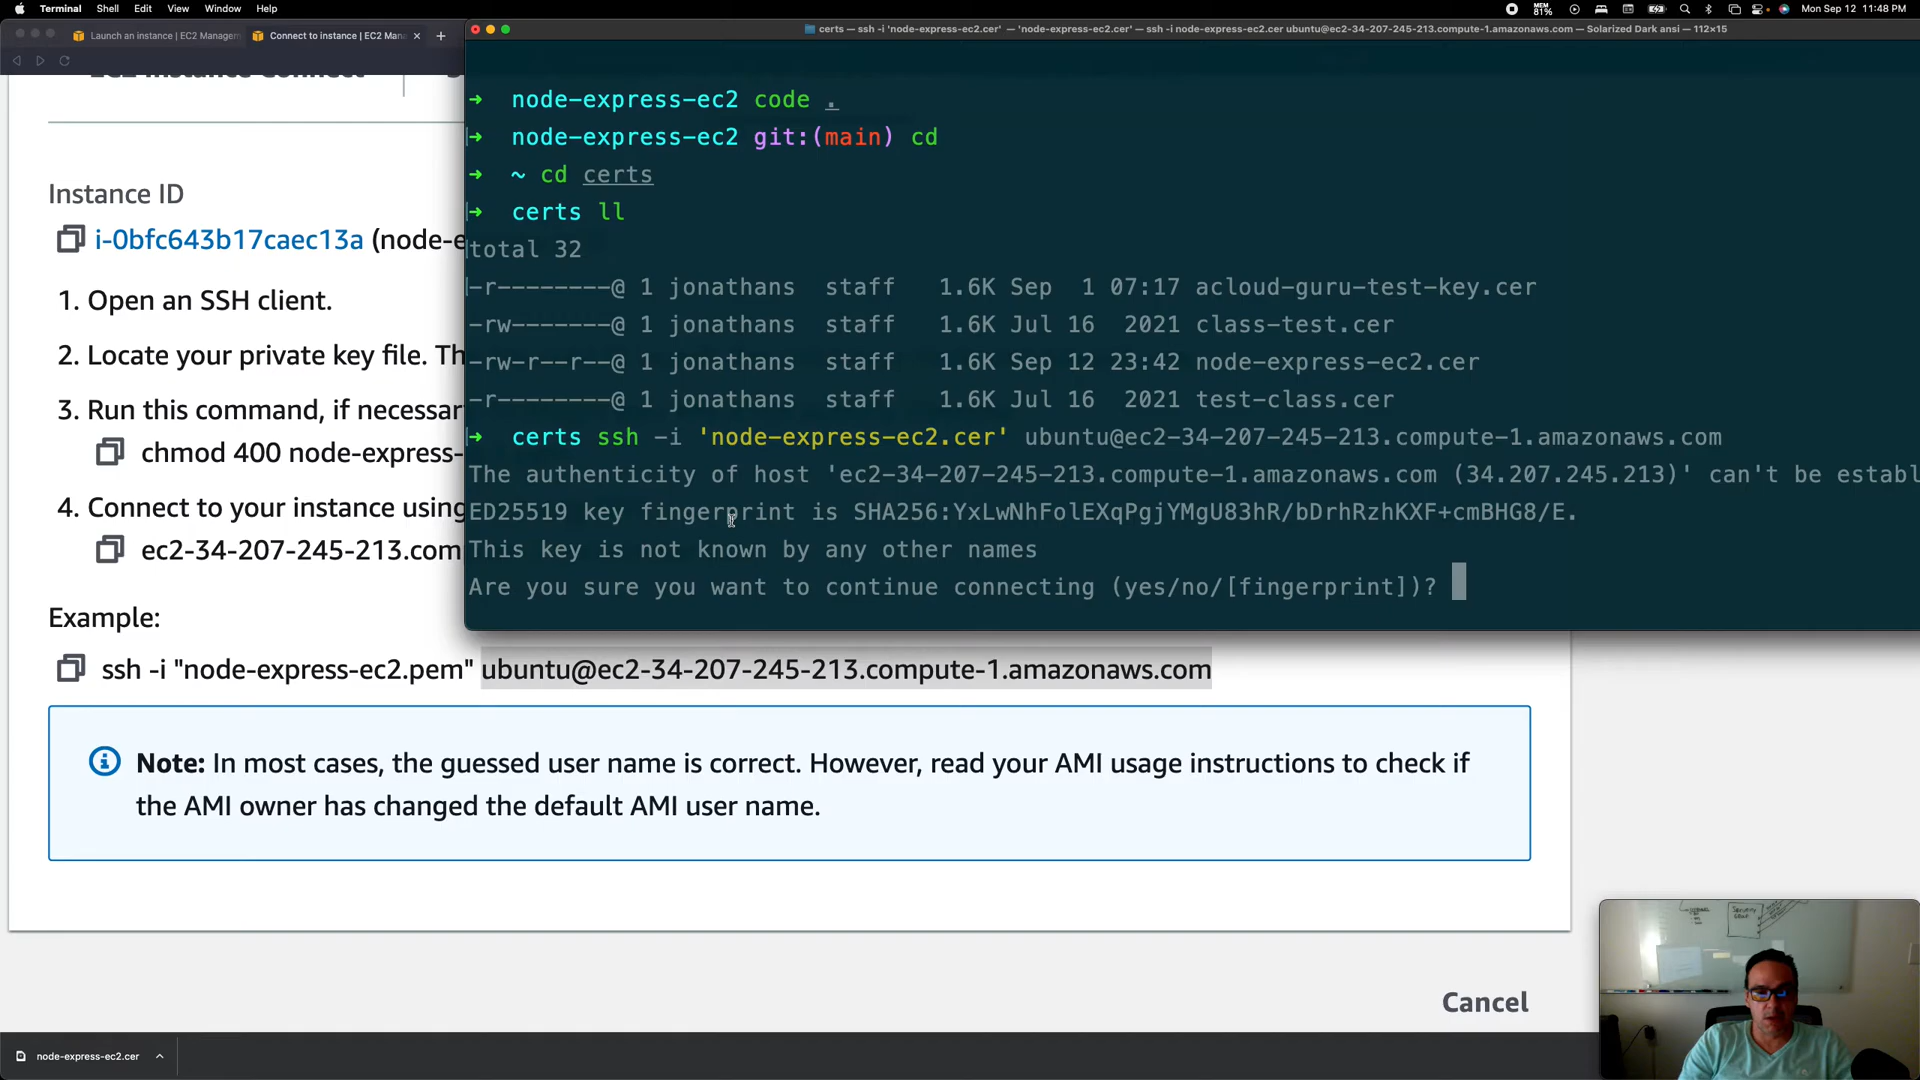 Terminal Shell Edit View Window Help
MEM 81% Mon Sep 12 11:48 PM
Launch an instance | EC2 Managem
Connect to instance | EC2 Mana
certs — ssh -i 'node-express-ec2.cer' — 'node-express-ec2.cer' — ssh -i node-express-ec2.cer ubuntu@ec2-34-207-245-213.compute-1.amazonaws.com — Solarized Dark ansi — 112×15
EC2 Instance Connect
→ node-express-ec2 code .
→ node-express-ec2 git:(main) cd
→ ~ cd certs
→ certs ll
total 32
-r--------@ 1 jonathans staff 1.6K Sep 1 07:17 acloud-guru-test-key.cer
-rw-------@ 1 jonathans staff 1.6K Jul 16 2021 class-test.cer
-rw-r--r--@ 1 jonathans staff 1.6K Sep 12 23:42 node-express-ec2.cer
-r--------@ 1 jonathans staff 1.6K Jul 16 2021 test-class.cer
→ certs ssh -i 'node-express-ec2.cer' ubuntu@ec2-34-207-245-213.compute-1.amazonaws.com
The authenticity of host 'ec2-34-207-245-213.compute-1.amazonaws.com (34.207.245.213)' can't be establ
ED25519 key fingerprint is SHA256:YxLwNhFolEXqPgjYMgU83hR/bDrhRzhKXF+cmBHG8/E.
This key is not known by any other names
Are you sure you want to continue connecting (yes/no/[fingerprint])?
Instance ID
i-0bfc643b17caec13a (node-e
1. Open an SSH client.
2. Locate your private key file. Th
3. Run this command, if necessar
chmod 400 node-express-
4. Connect to your instance using
ec2-34-207-245-213.com
Example:
ssh -i "node-express-ec2.pem" ubuntu@ec2-34-207-245-213.compute-1.amazonaws.com
Note: In most cases, the guessed user name is correct. However, read your AMI usage instructions to check if
the AMI owner has changed the default AMI user name.
Cancel
node-express-ec2.cer